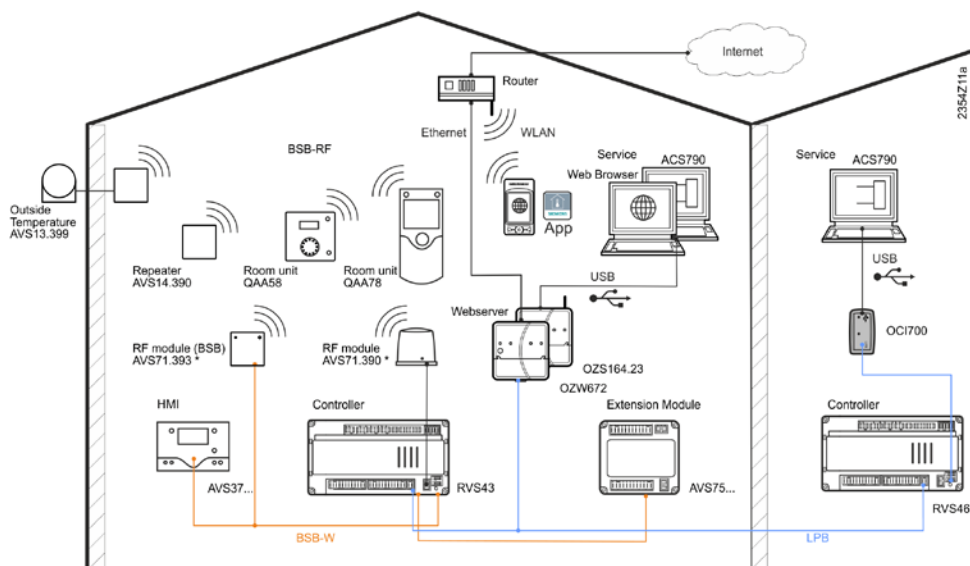 Internet
2354Z11a
Router
Ethernet
WLAN
BSB-RF
Service
Web Browser
ACS790
Service
ACS790
Outside
Temperature
AVS13.399
App
Repeater
AVS14.390
Room unit
QAA58
Room unit
QAA78
USB
USB
Webserver
OCI700
RF module (BSB)
AVS71.393 *
RF module
AVS71.390 *
OZS164.23
OZW672
HMI
Controller
Extension Module
Controller
AVS37...
RVS43
AVS75...
RVS46
BSB-W
LPB